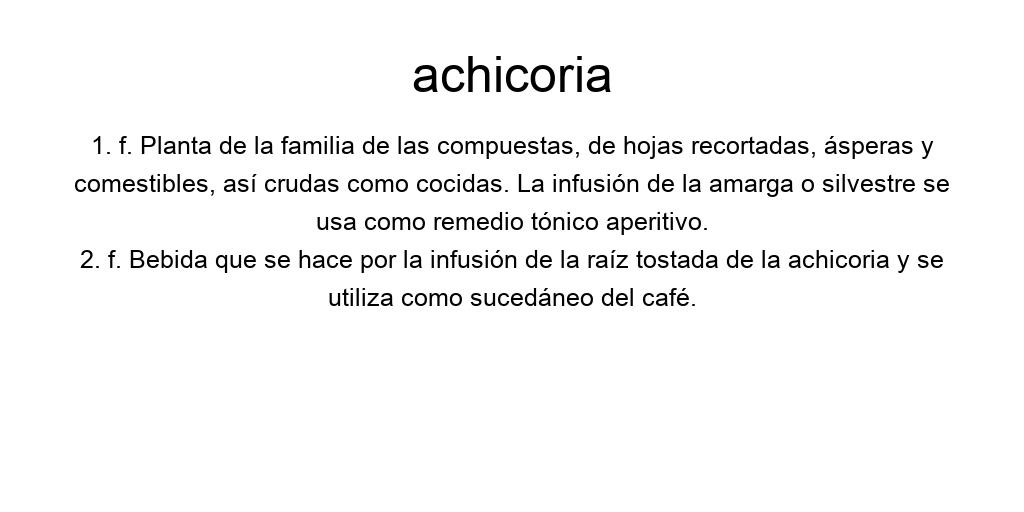 achicoria
1. f. Planta de la familia de las compuestas, de hojas recortadas, ásperas y
comestibles, así crudas como cocidas. La infusión de la amarga o silvestre se
usa como remedio tónico aperitivo.
2. f. Bebida que se hace por la infusión de la raíz tostada de la achicoria y se
utiliza como sucedáneo del café.